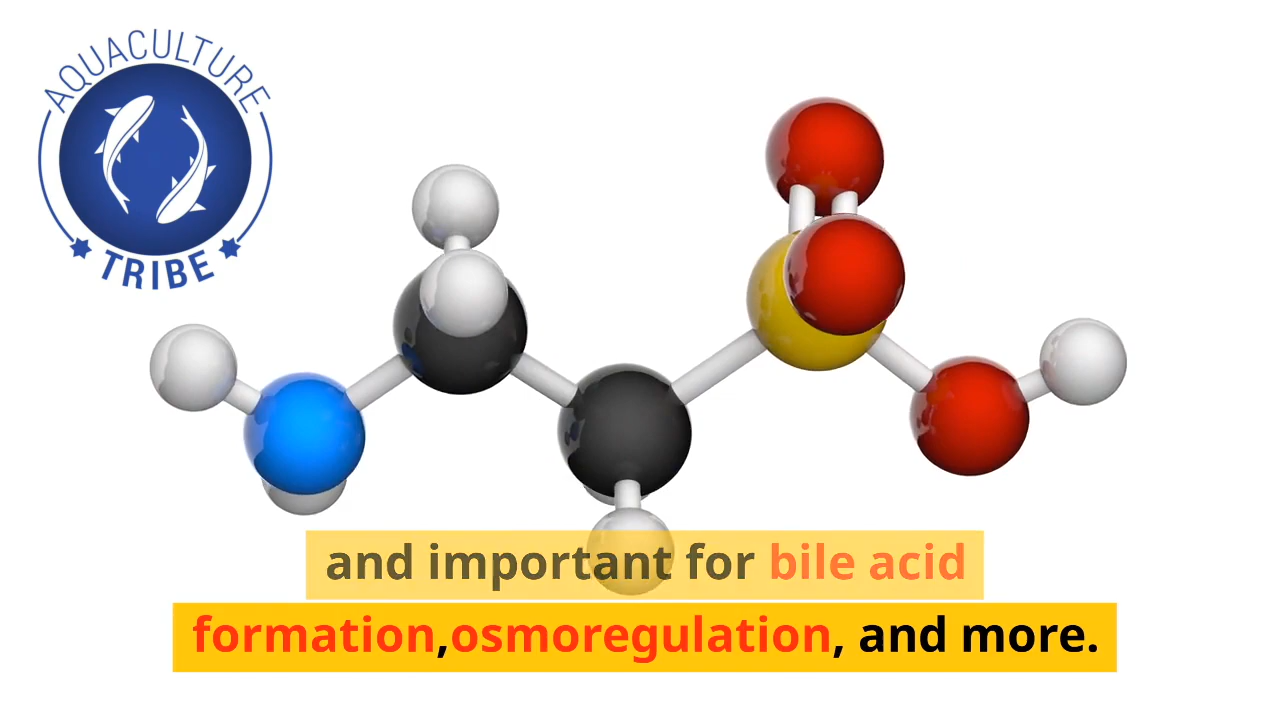 AQUACULTURE
TRIBE
and important for bile acid
formation,osmoregulation, and more.